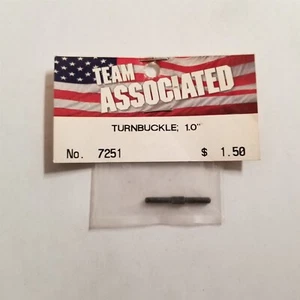 TEAM
ASSOCIATED
TURNBUCKLE; 1.0"
No. 7251 $ 1.50